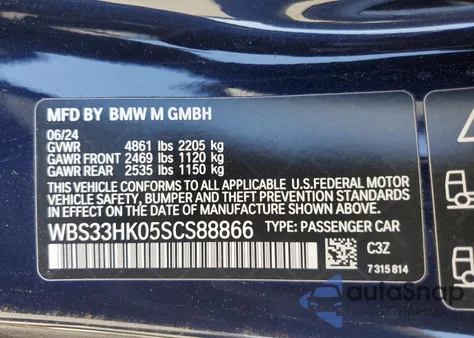 MFD BY BMW M GMBH
06/24
GVWR 4861 lbs 2205 kg
GAWR FRONT 2469 lbs 1120 kg
GAWR REAR 2535 lbs 1150 kg
THIS VEHICLE CONFORMS TO ALL APPLICABLE U.S.FEDERAL MOTOR
VEHICLE SAFETY, BUMPER AND THEFT PREVENTION STANDARDS IN
EFFECT ON THE DATE OF MANUFACTURE SHOWN ABOVE.
WBS33HK05SCS88866 TYPE: PASSENGER CAR
C3Z
7 315 814
autoSnap